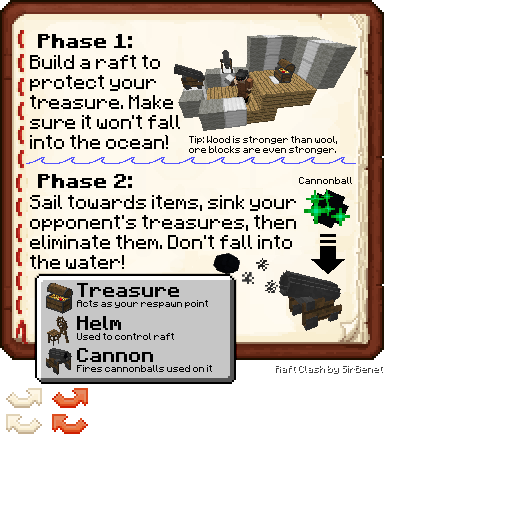 Phase 1:
Build a raft to
protect your
treasure. Make
sure it won't fall
into the ocean!
Tip: Wood is stronger than wool,
ore blocks are even stronger.
Phase 2:
Sail towards items, sink your
opponent's treasures, then
eliminate them. Don't fall into
the water!
Cannonball
Treasure
Acts as your respawn point
Helm
Used to control raft
Cannon
Fires cannonballs used on it
Raft Clash by SirBenet